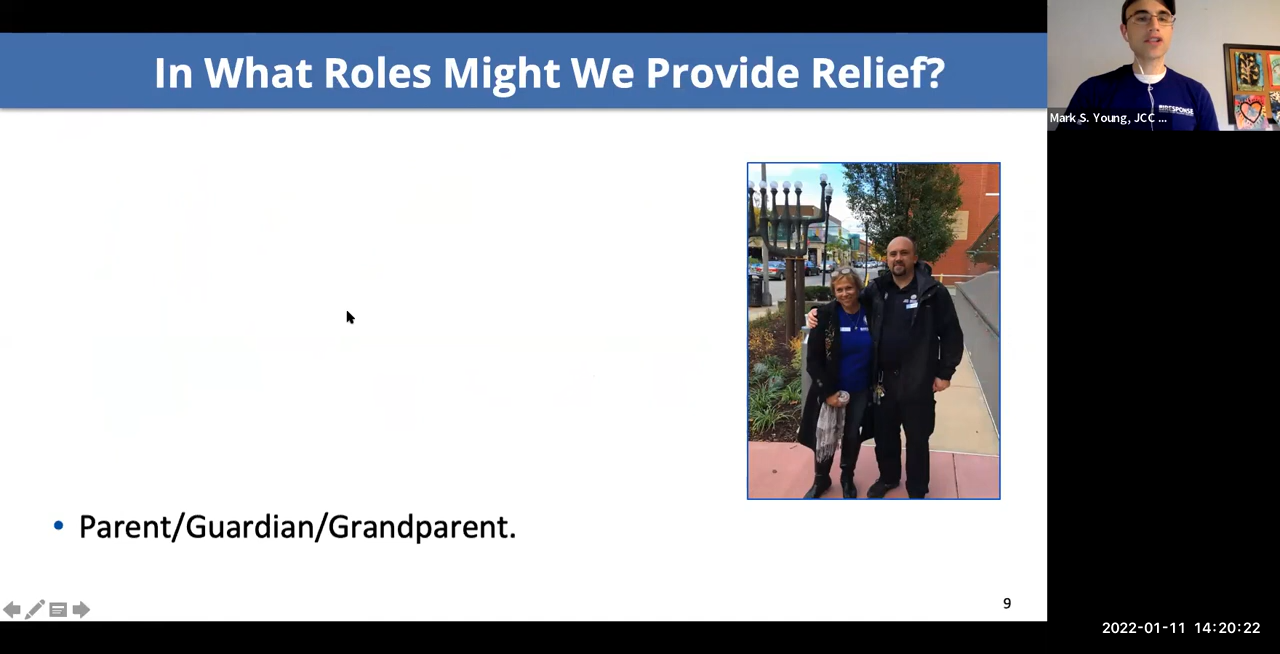 In What Roles Might We Provide Relief?
Mark S. Young, JCC ...
• Parent/Guardian/Grandparent.
9
2022-01-11 14:20:22